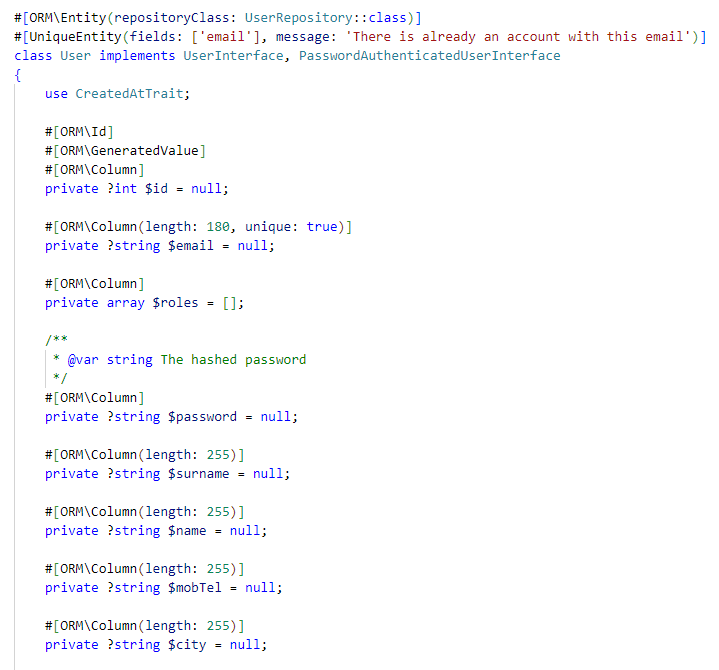 #[ORM\Entity(repositoryClass: UserRepository::class)]
#[UniqueEntity(fields: ['email'], message: 'There is already an account with this email')]
class User implements UserInterface, PasswordAuthenticatedUserInterface
{
    use CreatedAtTrait;

    #[ORM\Id]
    #[ORM\GeneratedValue]
    #[ORM\Column]
    private ?int $id = null;

    #[ORM\Column(length: 180, unique: true)]
    private ?string $email = null;

    #[ORM\Column]
    private array $roles = [];

    /**
     * @var string The hashed password
     */
    #[ORM\Column]
    private ?string $password = null;

    #[ORM\Column(length: 255)]
    private ?string $surname = null;

    #[ORM\Column(length: 255)]
    private ?string $name = null;

    #[ORM\Column(length: 255)]
    private ?string $mobTel = null;

    #[ORM\Column(length: 255)]
    private ?string $city = null;